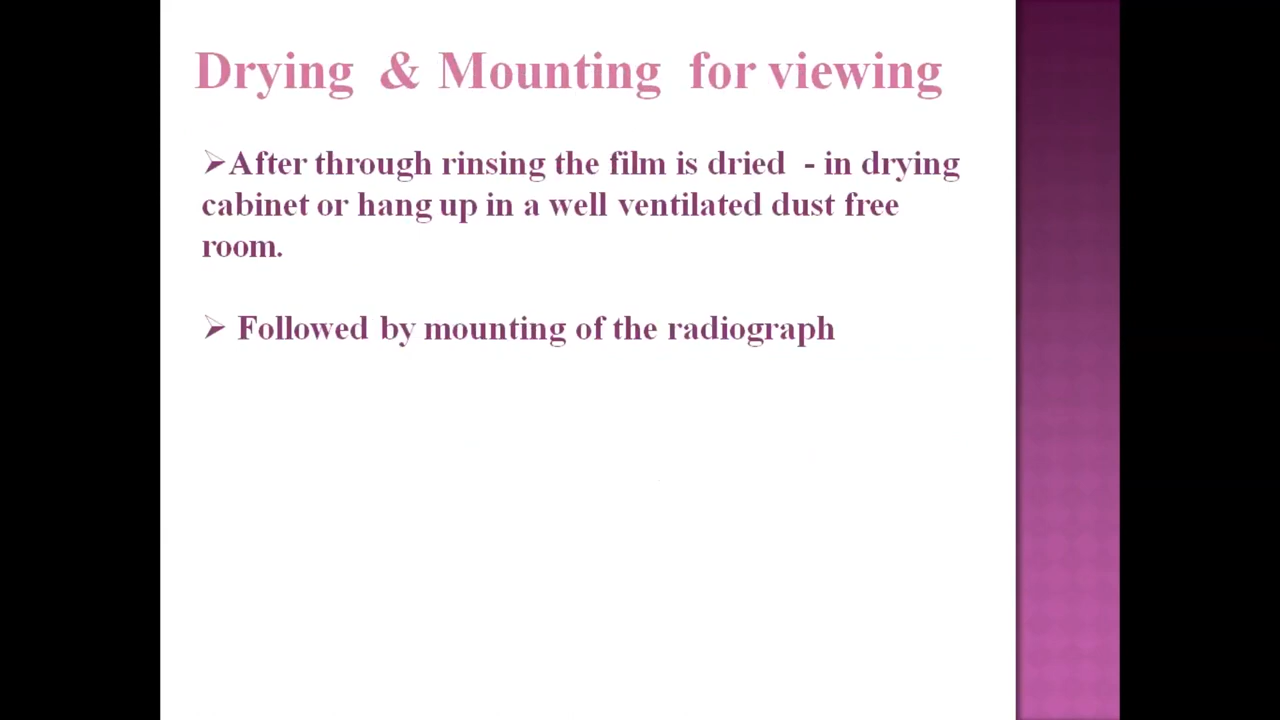 Drying & Mounting for viewing
➢After through rinsing the film is dried - in drying
cabinet or hang up in a well ventilated dust free
room.
➢ Followed by mounting of the radiograph